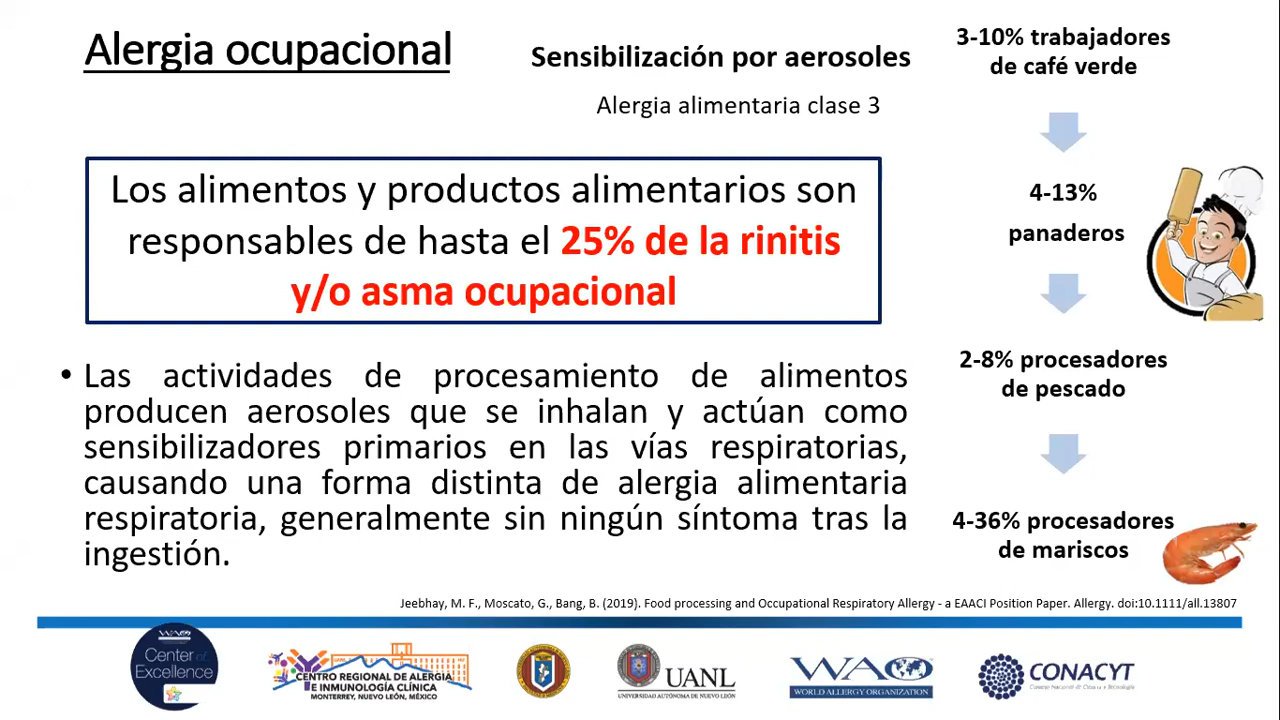 Alergia ocupacional
Sensibilización por aerosoles
Alergia alimentaria clase 3
Los alimentos y productos alimentarios son
responsables de hasta el 25% de la rinitis
y/o asma ocupacional
• Las actividades de procesamiento de alimentos
producen aerosoles que se inhalan y actúan como
sensibilizadores primarios en las vías respiratorias,
causando una forma distinta de alergia alimentaria
respiratoria, generalmente sin ningún síntoma tras la
ingestión.
3-10% trabajadores
de café verde
4-13%
panaderos
2-8% procesadores
de pescado
4-36% procesadores
de mariscos
Jeebhay, M. F., Moscato, G., Bang, B. (2019). Food processing and Occupational Respiratory Allergy - a EAACI Position Paper. Allergy. doi:10.1111/all.13807
WAO
Center of
Excellence
CENTRO REGIONAL DE ALERGIA
E INMUNOLOGÍA CLÍNICA
MONTERREY, NUEVO LEÓN, MÉXICO
UANL
UNIVERSIDAD AUTÓNOMA DE NUEVO LEÓN
WAO
WORLD ALLERGY ORGANIZATION
CONACYT
Consejo Nacional de Ciencia y Tecnología